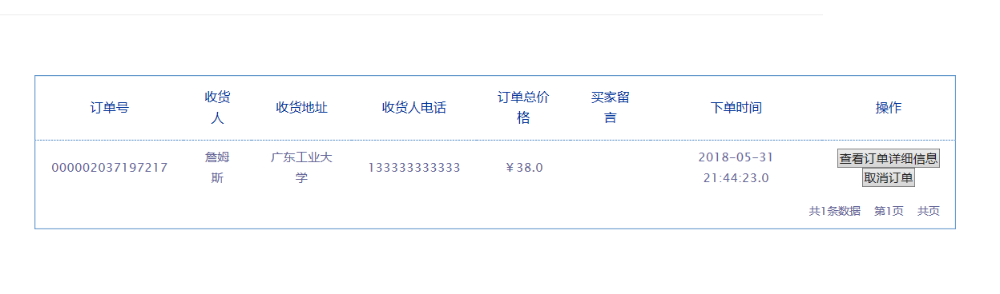 订单号 收货人 收货地址 收货人电话 订单总价格 买家留言 下单时间 操作
000002037197217 詹姆斯 广东工业大学 133333333333 ￥38.0 2018-05-31 21:44:23.0 查看订单详细信息 取消订单
共1条数据 第1页 共页